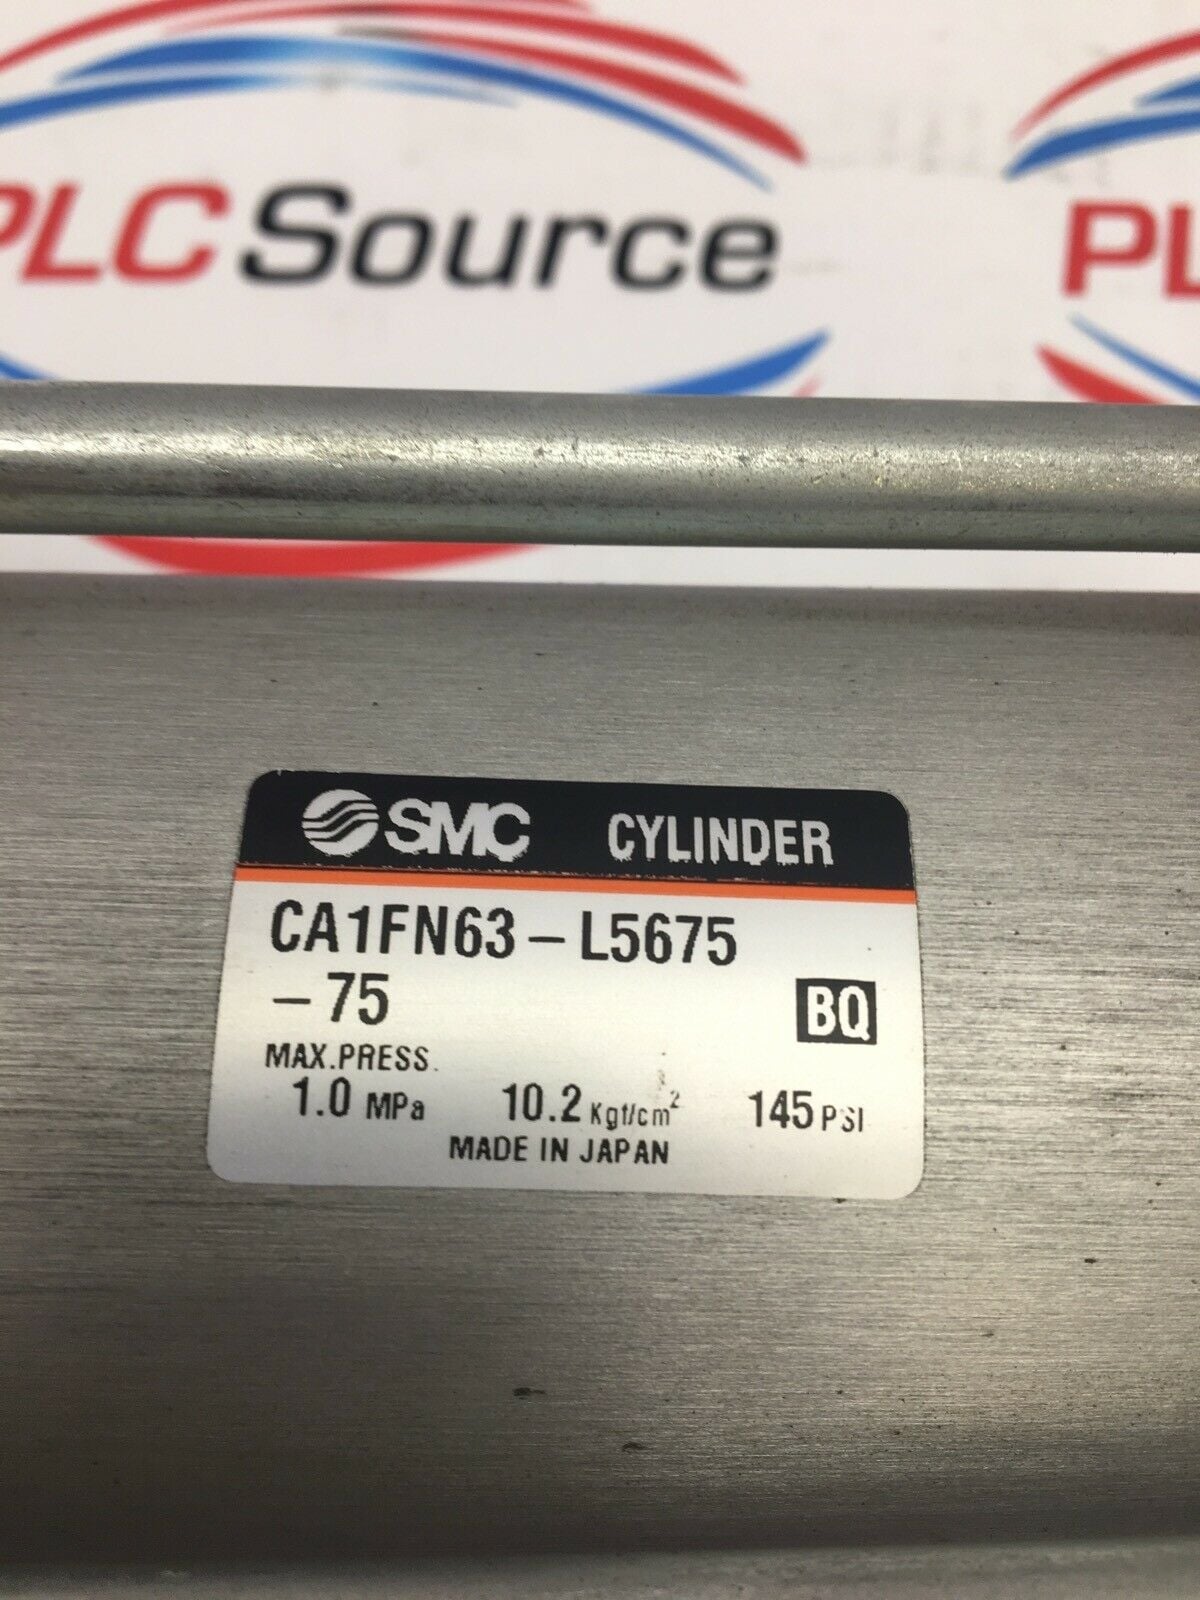 PLC Source
PL
SMC CYLINDER
CA1FN63-L5675
-75
BQ
MAX.PRESS.
1.0 MPa 10.2 Kgf/cm² 145 PSI
MADE IN JAPAN